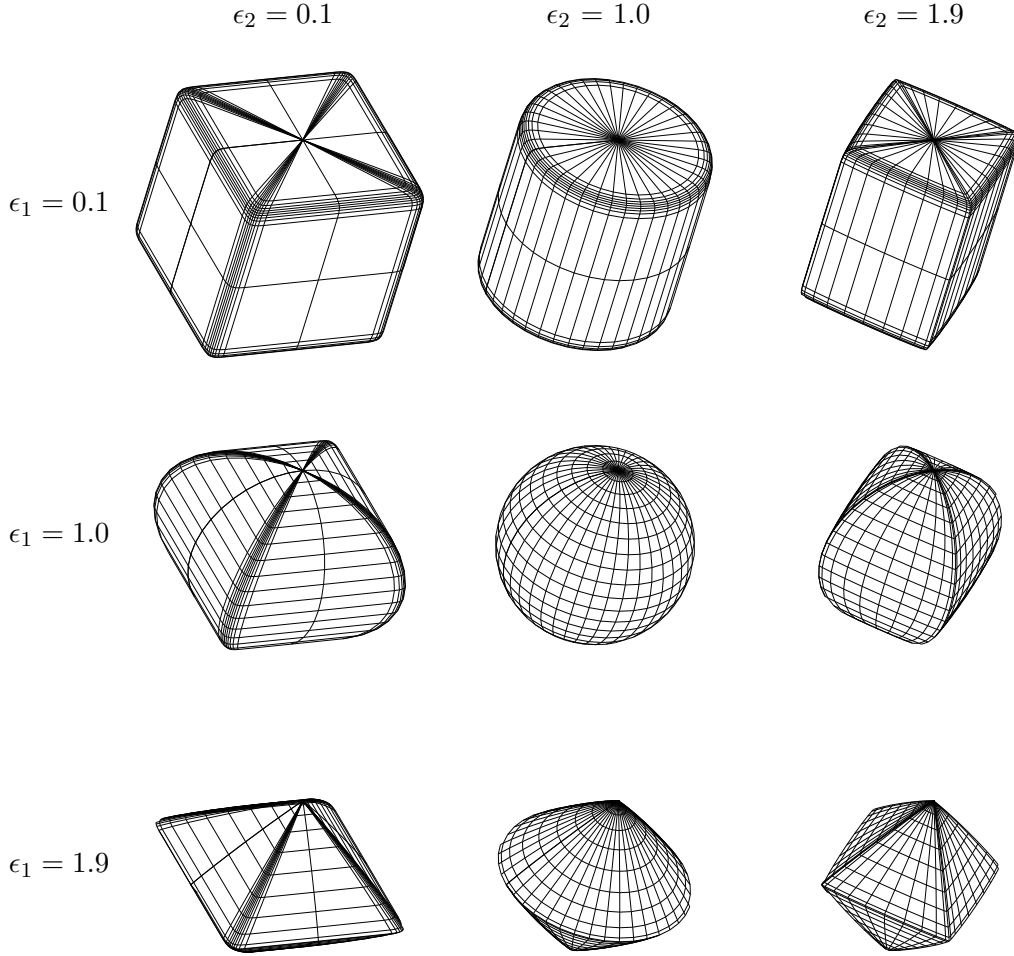 ϵ₂ = 0.1 ϵ₂ = 1.0 ϵ₂ = 1.9
ϵ₁ = 0.1
ϵ₁ = 1.0
ϵ₁ = 1.9